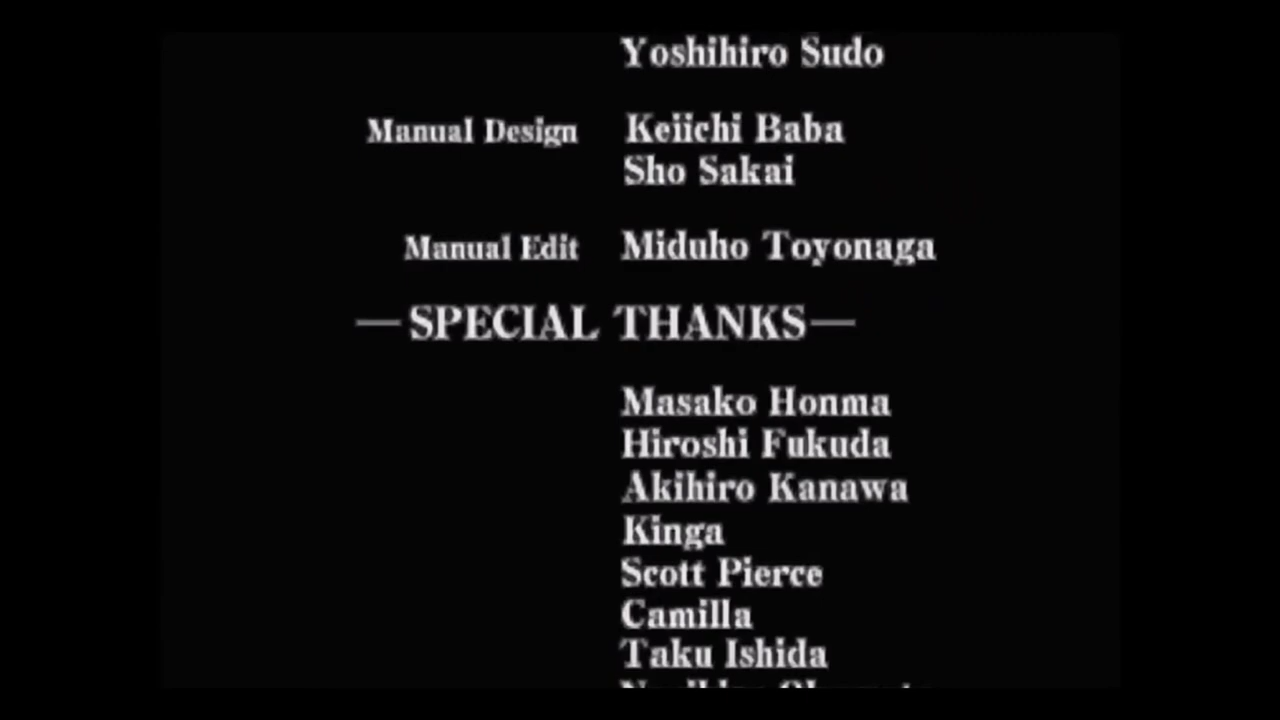 Yoshihiro Sudo
Manual Design Keiichi Baba
Sho Sakai
Manual Edit Miduho Toyonaga
—SPECIAL THANKS—
Masako Honma
Hiroshi Fukuda
Akihiro Kanawa
Kinga
Scott Pierce
Camilla
Taku Ishida